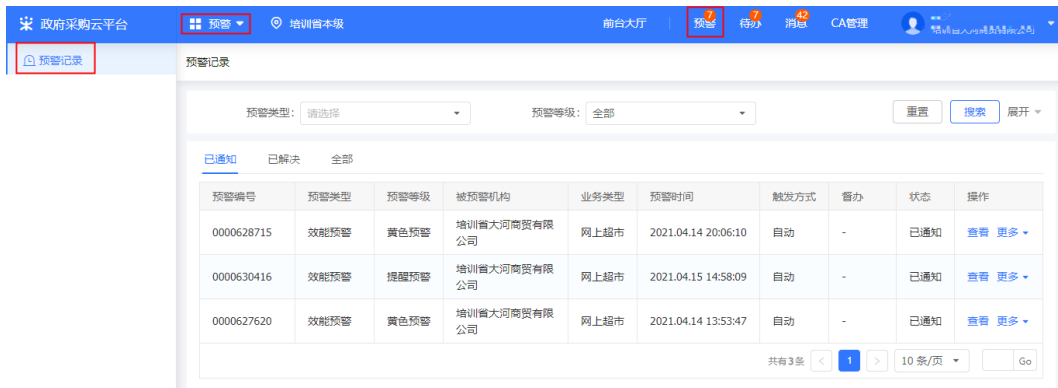 政府采购云平台
预警
培训省本级
前台大厅
预警 7
待办 7
消息 42
CA管理
预警记录
预警记录
预警类型: 请选择
预警等级: 全部
重置
搜索
展开
已通知 已解决 全部
预警编号 预警类型 预警等级 被预警机构 业务类型 预警时间 触发方式 督办 状态 操作
0000628715 效能预警 黄色预警 培训省大河商贸有限公司 网上超市 2021.04.14 20:06:10 自动 - 已通知 查看 更多
0000630416 效能预警 提醒预警 培训省大河商贸有限公司 网上超市 2021.04.15 14:58:09 自动 - 已通知 查看 更多
0000627620 效能预警 黄色预警 培训省大河商贸有限公司 网上超市 2021.04.14 13:53:47 自动 - 已通知 查看 更多
共有3条 < 1 > 10 条/页 Go